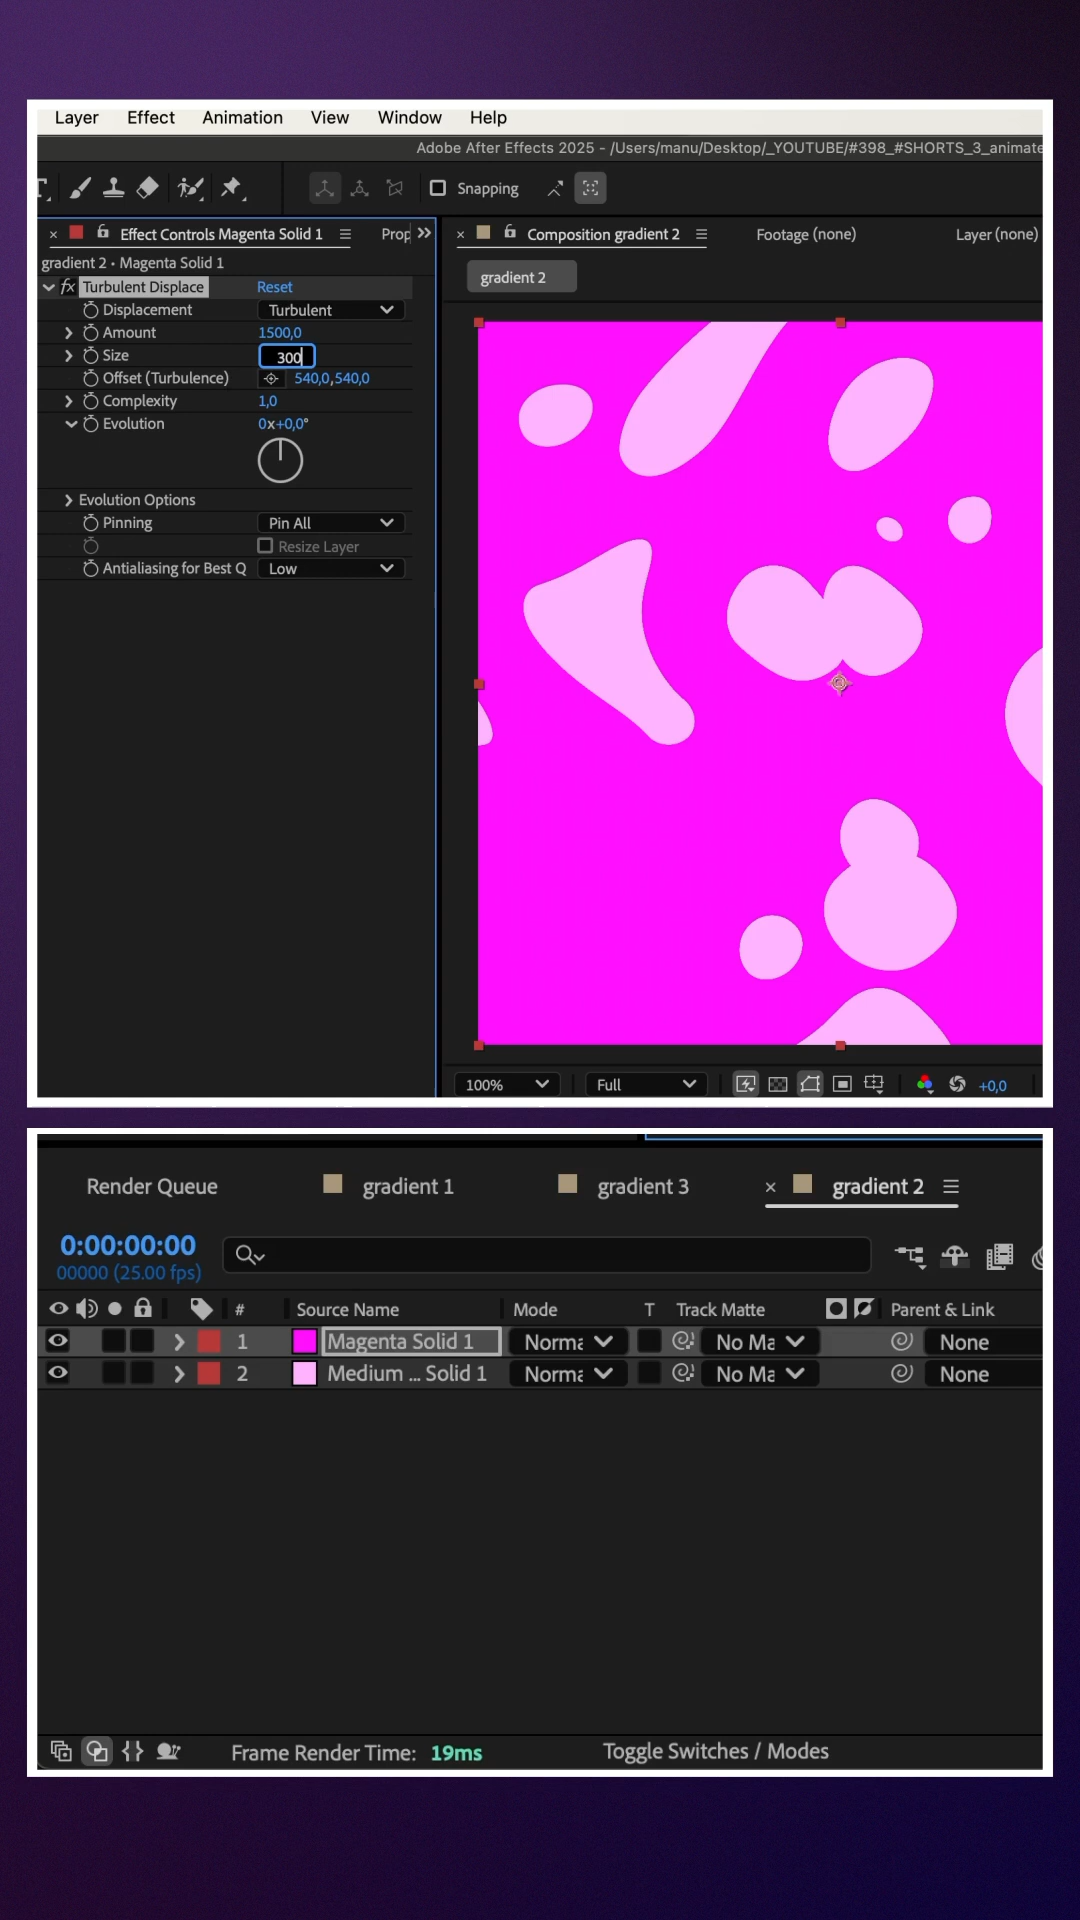 Layer Effect Animation View Window Help
Adobe After Effects 2025 - /Users/manu/Desktop/_YOUTUBE/#398_#SHORTS_3_animate
Snapping
× Effect Controls Magenta Solid 1
Prop
× Composition gradient 2
Footage (none)
Layer (none)
gradient 2 • Magenta Solid 1
gradient 2
fx Turbulent Displace Reset
Displacement Turbulent
Amount 1500,0
Size 300
Offset (Turbulence) 540,0,540,0
Complexity 1,0
Evolution 0x+0,0°
Evolution Options
Pinning Pin All
Resize Layer
Antialiasing for Best Q Low
100% Full +0,0
Render Queue gradient 1 gradient 3 × gradient 2
0:00:00:00
00000 (25.00 fps)
# Source Name Mode T Track Matte Parent & Link
1 Magenta Solid 1 Norma No Ma None
2 Medium ... Solid 1 Norma No Ma None
Frame Render Time: 19ms Toggle Switches / Modes